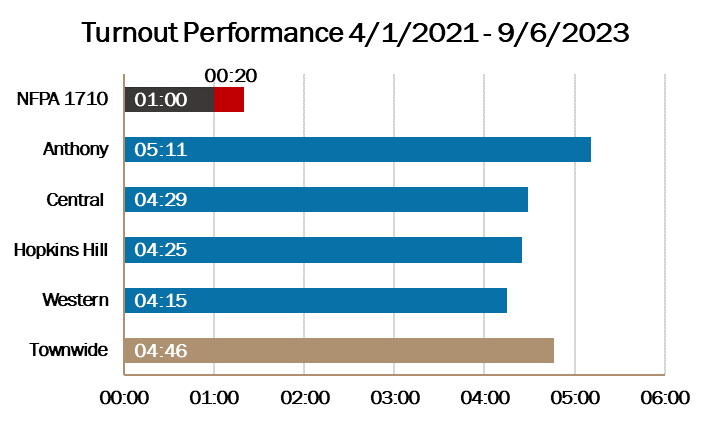 Turnout Performance 4/1/2021 - 9/6/2023
00:20
NFPA 1710 01:00
Anthony 05:11
Central 04:29
Hopkins Hill 04:25
Western 04:15
Townwide 04:46
00:00 01:00 02:00 03:00 04:00 05:00 06:00